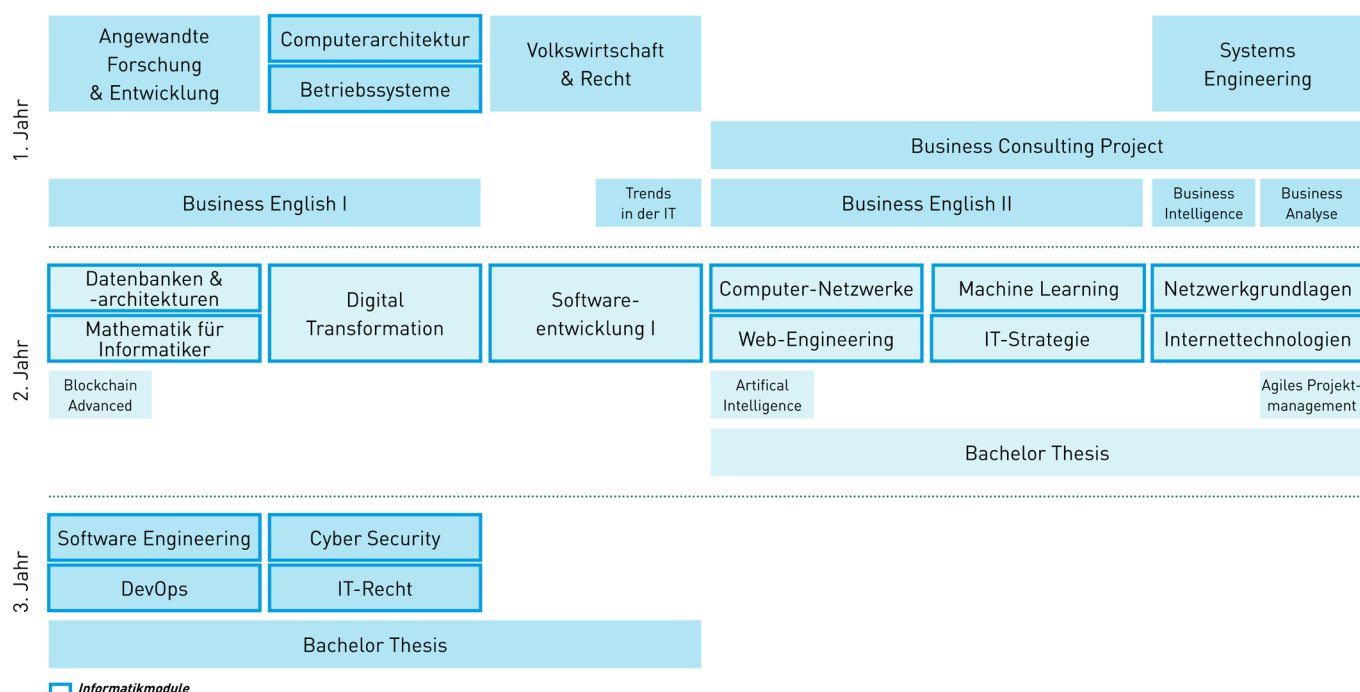 1. Jahr
Angewandte
Forschung
& Entwicklung
Computerarchitektur
Betriebssysteme
Volkswirtschaft
& Recht
Systems
Engineering
Business Consulting Project
Business English I
Trends
in der IT
Business English II
Business
Intelligence
Business
Analyse
2. Jahr
Datenbanken &
-architekturen
Mathematik für
Informatiker
Digital
Transformation
Software-
entwicklung I
Computer-Netzwerke
Web-Engineering
Machine Learning
IT-Strategie
Netzwerkgrundlagen
Internettechnologien
Blockchain
Advanced
Artifical
Intelligence
Agiles Projekt-
management
Bachelor Thesis
3. Jahr
Software Engineering
DevOps
Cyber Security
IT-Recht
Bachelor Thesis
Informatikmodule